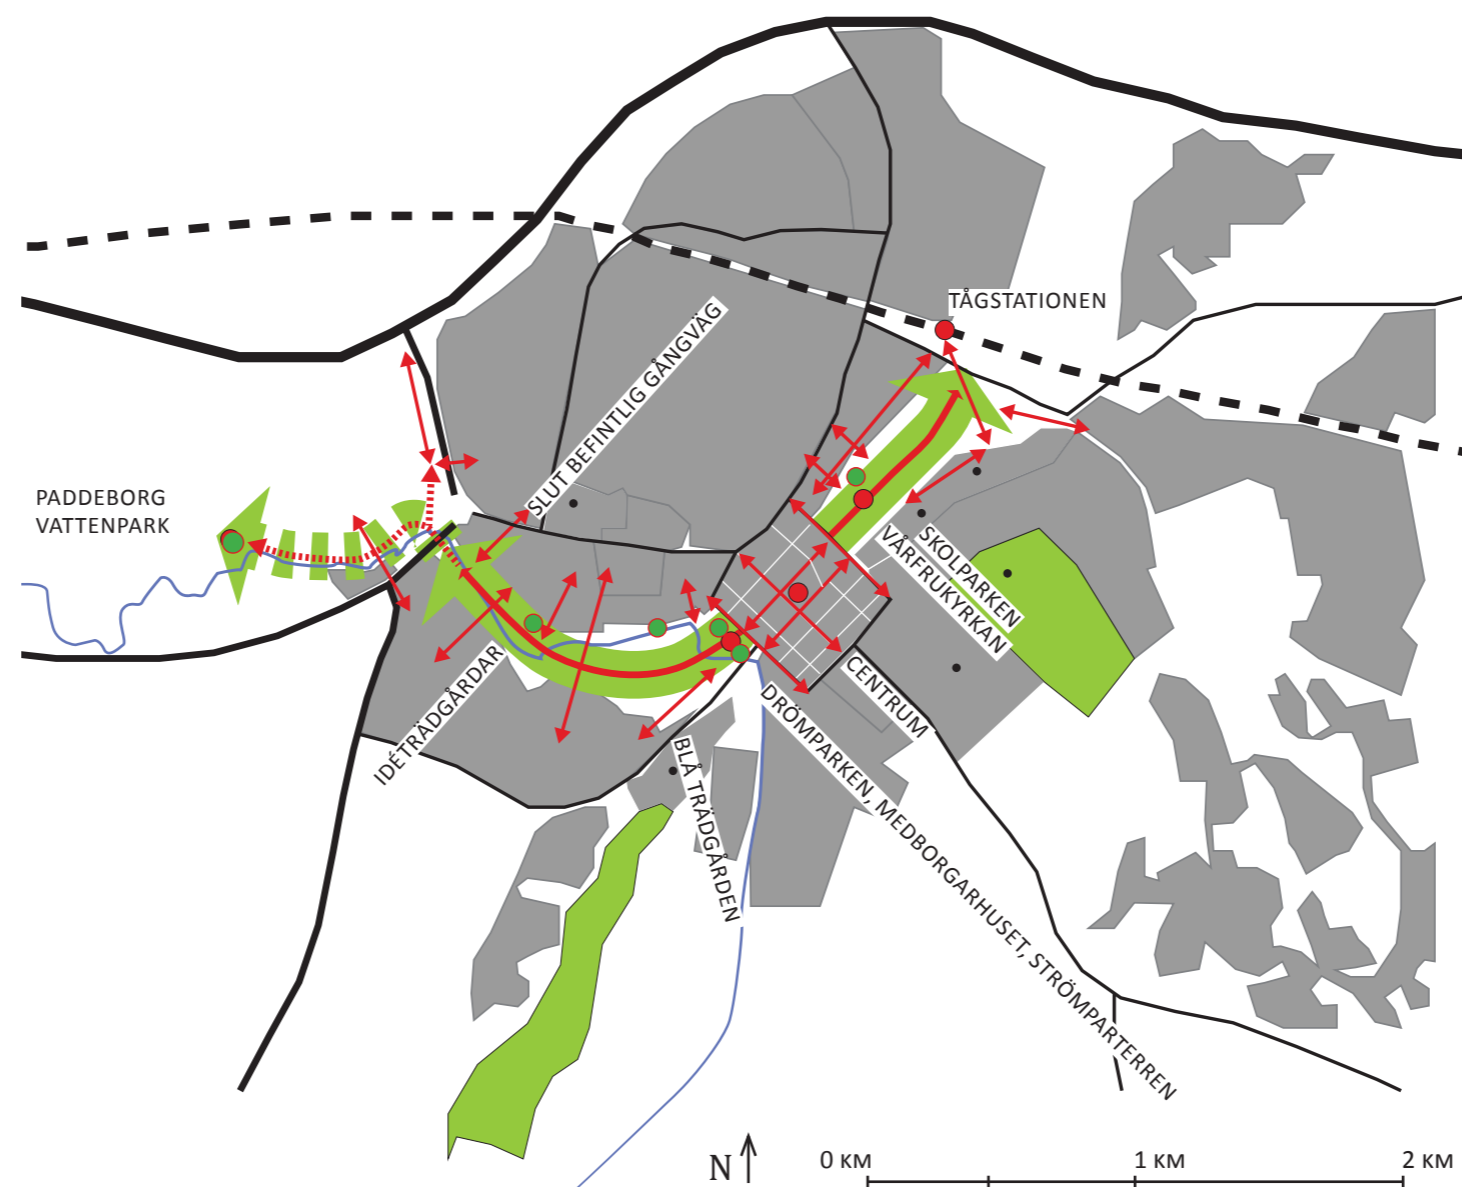 TÅGSTATIONEN
SLUT BEFINTLIG GÅNGVÄG
PADDEBORG
VATTENPARK
SKOLPARKEN
VÅRFRUKYRKAN
IDÉTRÄDGÅRDAR
CENTRUM
DRÖMPARKEN, MEDBORGARHUSET, STRÖMPARTERREN
BLÅ TRÄDGÅRDEN
N
0 KM 1 KM 2 KM